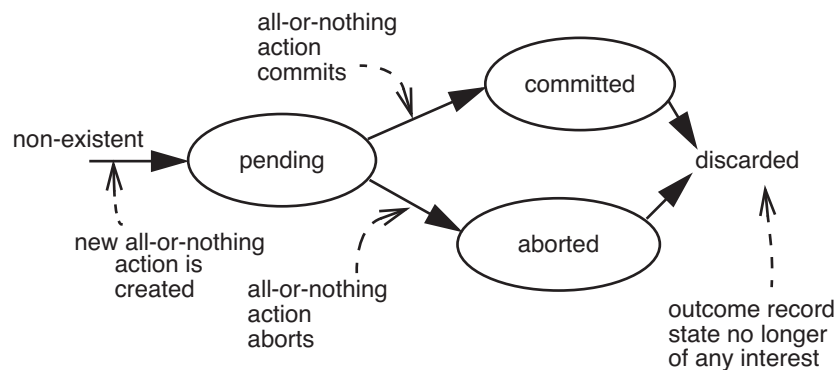 all-or-nothing
action
commits
committed
non-existent
pending
discarded
new all-or-nothing
action is
created
aborted
all-or-nothing
action
aborts
outcome record
state no longer
of any interest